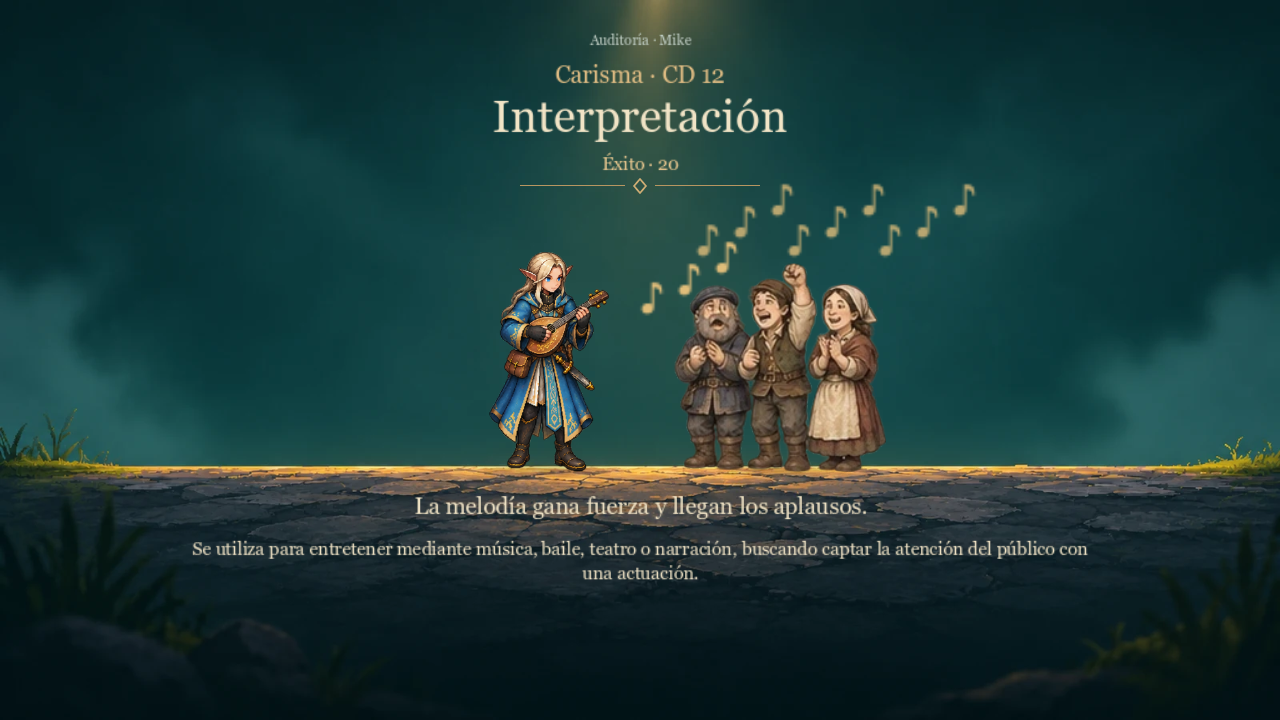 Auditoría · Mike
Carisma · CD 12
Interpretación
Éxito · 20
La melodía gana fuerza y llegan los aplausos.
Se utiliza para entretener mediante música, baile, teatro o narración, buscando captar la atención del público con
una actuación.